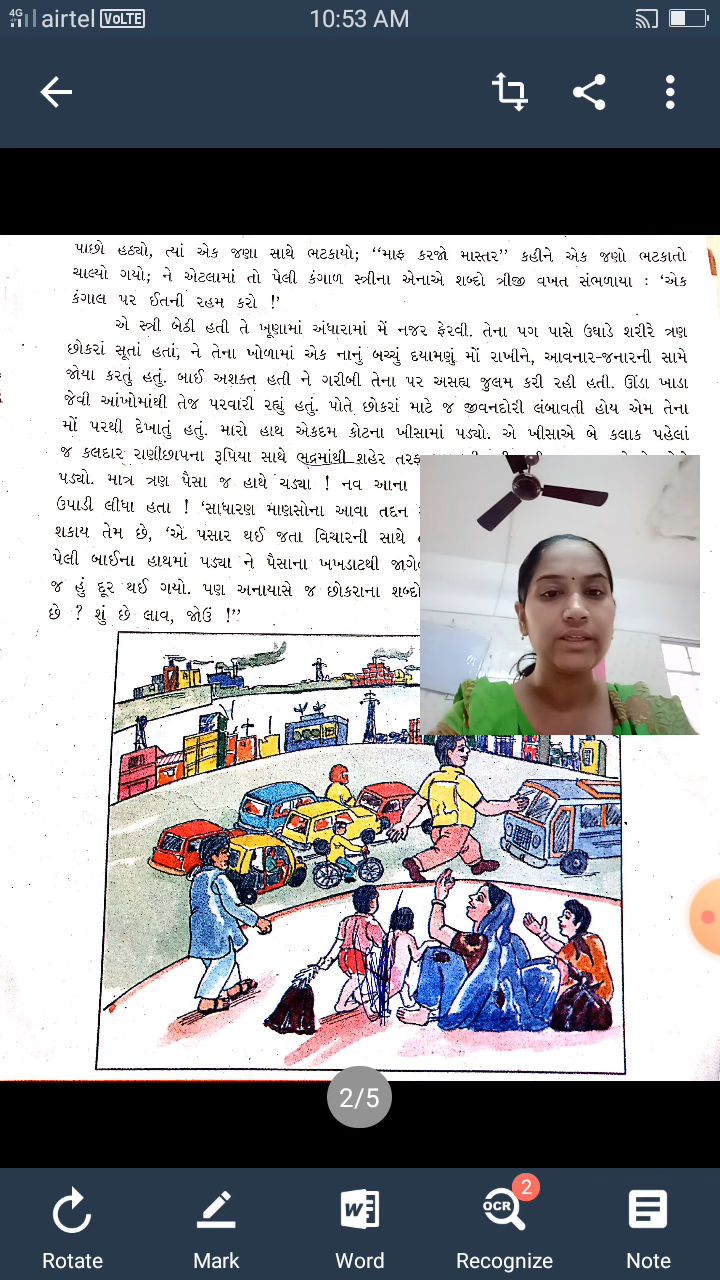 4G airtel VoLTE 10:53 AM
પાછો હઠ્યો, ત્યાં એક જણા સાથે ભટકાયો; “માફ કરજો માસ્તર” કહીને એક જણો ભટકાતો
ચાલ્યો ગયો; ને એટલામાં તો પેલી કંગાળ સ્ત્રીના એનાએ શબ્દો ત્રીજી વખત સંભળાયા : ‘એક
કંગાલ પર ઈતની રહમ કરો !’
એ સ્ત્રી બેઠી હતી તે ખૂણામાં અંધારામાં મેં નજર ફેરવી. તેના પગ પાસે ઉઘાડે શરીરે ત્રણ
છોકરાં સૂતાં હતાં; ને તેના ખોળામાં એક નાનું બચ્ચું દયામણું મોં રાખીને, આવનાર-જનારની સામે
જોયા કરતું હતું. બાઈ અશક્ત હતી ને ગરીબી તેના પર અસહ્ય જુલમ કરી રહી હતી. ઊંડા ખાડા
જેવી આંખોમાંથી તેજ પરવારી રહ્યું હતું. પોતે છોકરાં માટે જ જીવનદોરી લંબાવતી હોય એમ તેના
મોં પરથી દેખાતું હતું. મારો હાથ એકદમ કોટના ખીસામાં પડ્યો. એ ખીસાએ બે કલાક પહેલાં
જ કલદાર રાણીછાપના રૂપિયા સાથે ભદ્રમાંથી શહેર તરફ
પડ્યો. માત્ર ત્રણ પૈસા જ હાથે ચડ્યા ! નવ આના
ઉપાડી લીધા હતા ! ‘સાધારણ માણસોના આવા તદન
શકાય તેમ છે, ‘એ પસાર થઈ જતા વિચારની સાથે
પેલી બાઈના હાથમાં પડ્યા ને પૈસાના ખખડાટથી
જ હું દૂર થઈ ગયો. પણ અનાયાસે જ છોકરાના શબ્દો
છે ? શું છે લાવ, જોઉં !”
2/5
2
Rotate Mark Word Recognize Note